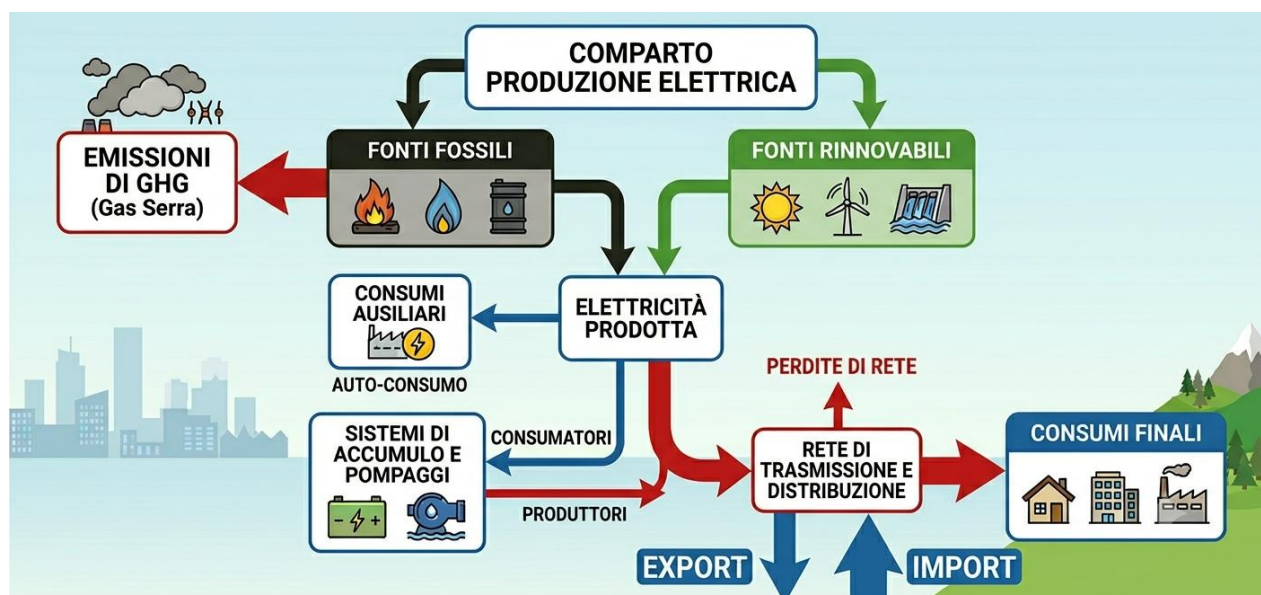 COMPARTO
PRODUZIONE ELETTRICA
EMISSIONI
DI GHG
(Gas Serra)
FONTI FOSSILI
FONTI RINNOVABILI
CONSUMI
AUSILIARI
AUTO-CONSUMO
ELETTRICITÀ
PRODOTTA
PERDITE DI RETE
SISTEMI DI
ACCUMULO E
POMPAGGI
CONSUMATORI
PRODUTTORI
RETE DI
TRASMISSIONE E
DISTRIBUZIONE
CONSUMI FINALI
EXPORT
IMPORT